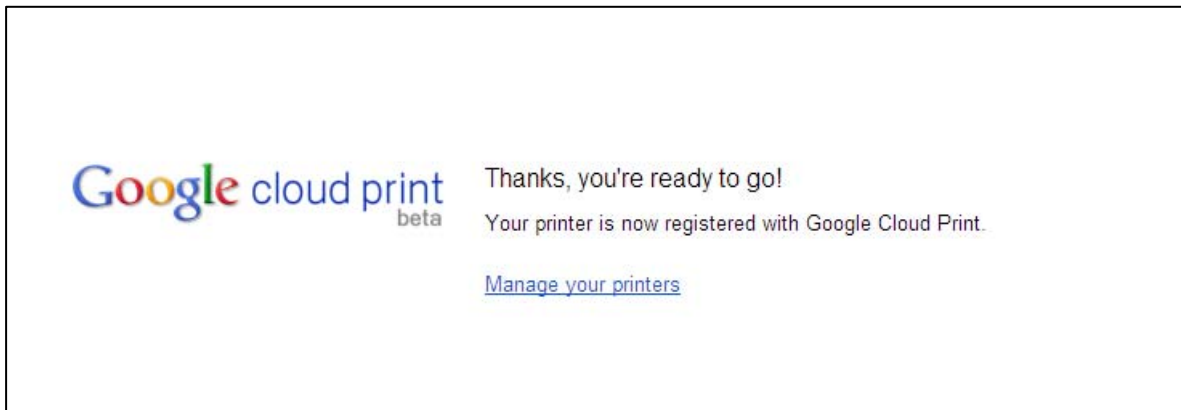 Google cloud print
beta
Thanks, you're ready to go!
Your printer is now registered with Google Cloud Print.
Manage your printers